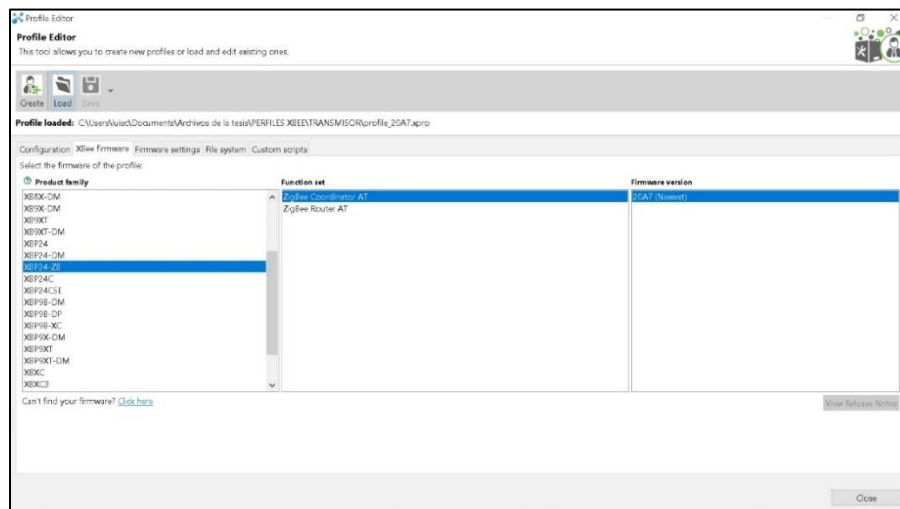 Profile Editor
Profile Editor
This tool allows you to create new profiles or load and edit existing ones.
Create Load Save
Profile loaded: C:\Users\luisc\Documents\Archivos de la tesis\PERFILES XBEE\TRANSMISOR\profile_20A7.xpro
Configuration XBee firmware Firmware settings File system Custom scripts
Select the firmware of the profile:
Product family Function set Firmware version
XB8X-DM ZigBee Coordinator AT 20A7 (Newest)
XB9X-DM ZigBee Router AT
XB9XT
XB9XT-DM
XBP24
XBP24-DM
XBP24-ZB
XBP24C
XBP24CSE
XBP9B-DM
XBP9B-DP
XBP9B-XC
XBP9X-DM
XBP9XT
XBP9XT-DM
XBXC
XBXC3
Can't find your firmware? Click here View Release Notes
Close